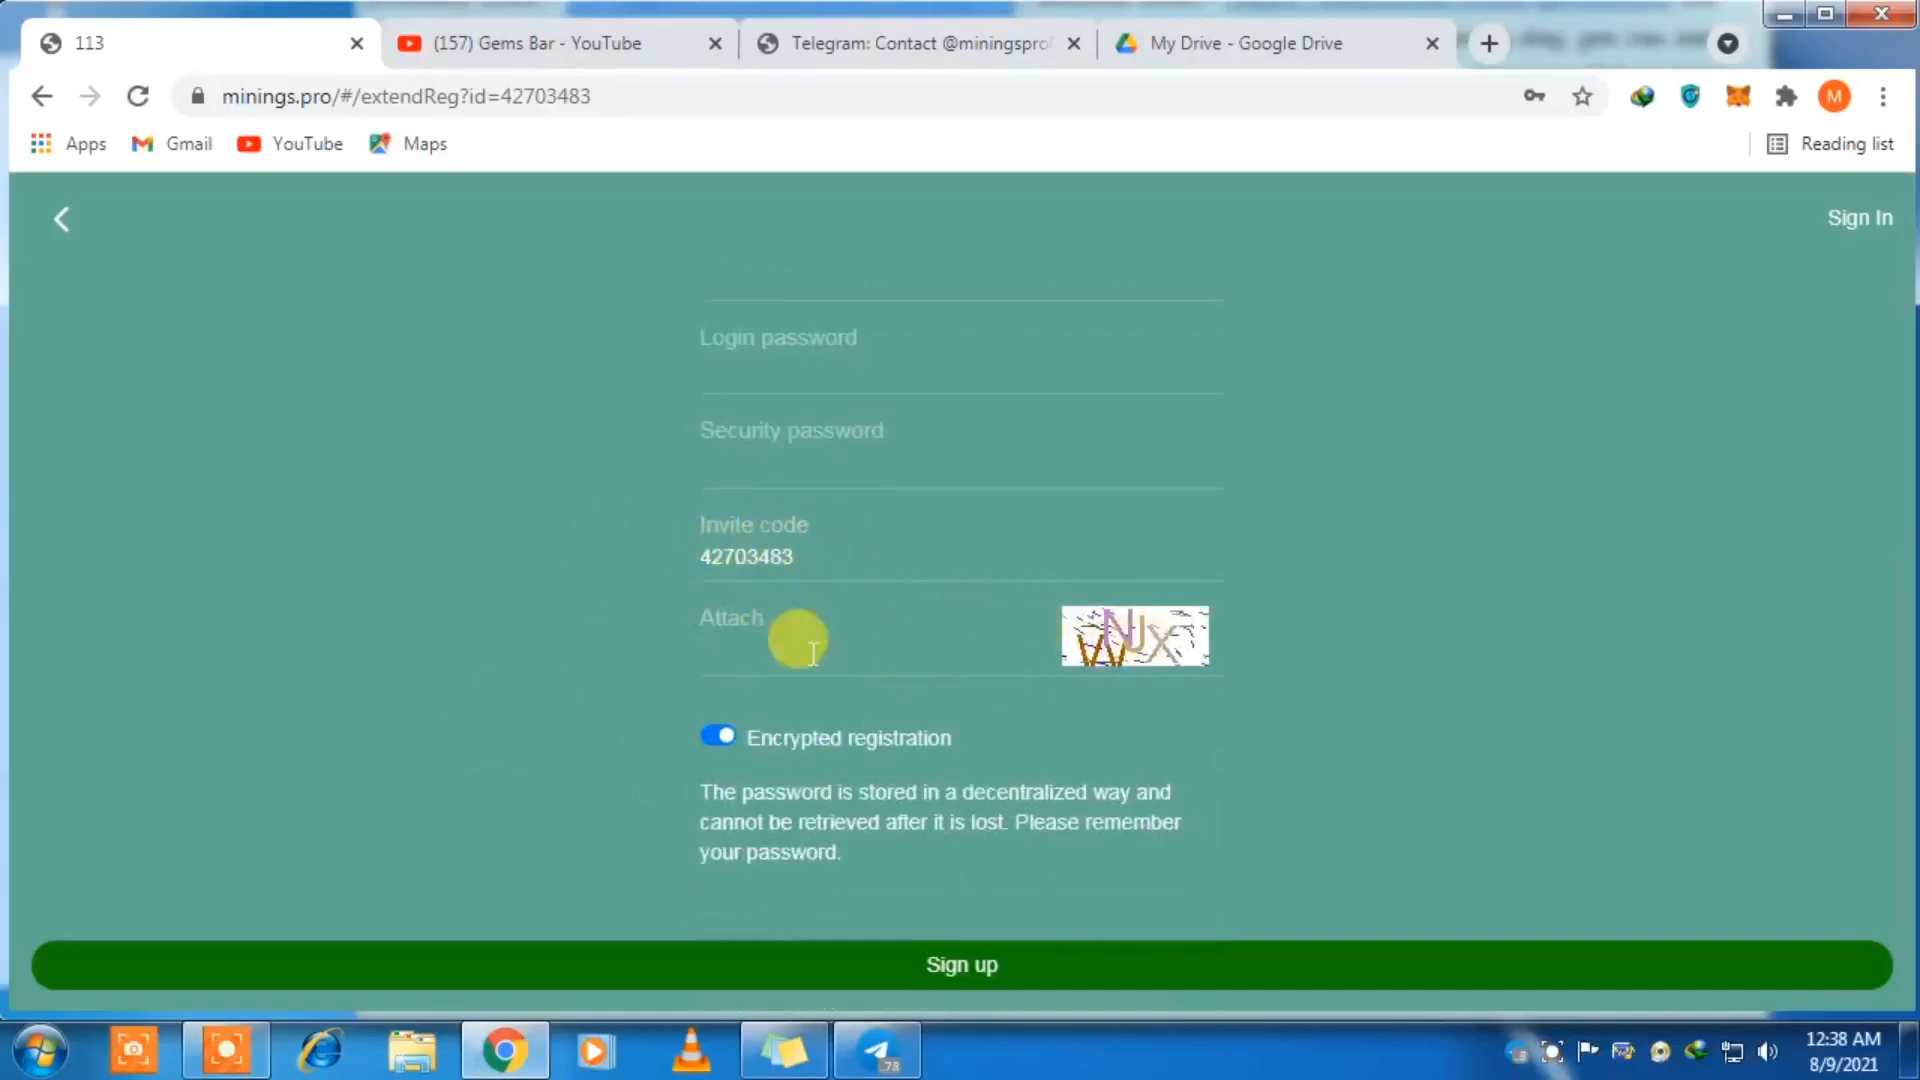 113
(157) Gems Bar - YouTube
Telegram: Contact @miningspro
My Drive - Google Drive
minings.pro/#/extendReg?id=42703483
M
Apps
Gmail
YouTube
Maps
Reading list
Sign In
Login password
Security password
Invite code
42703483
Attach
WNJX
Encrypted registration
The password is stored in a decentralized way and
cannot be retrieved after it is lost. Please remember
your password.
Sign up
78
12:38 AM
8/9/2021